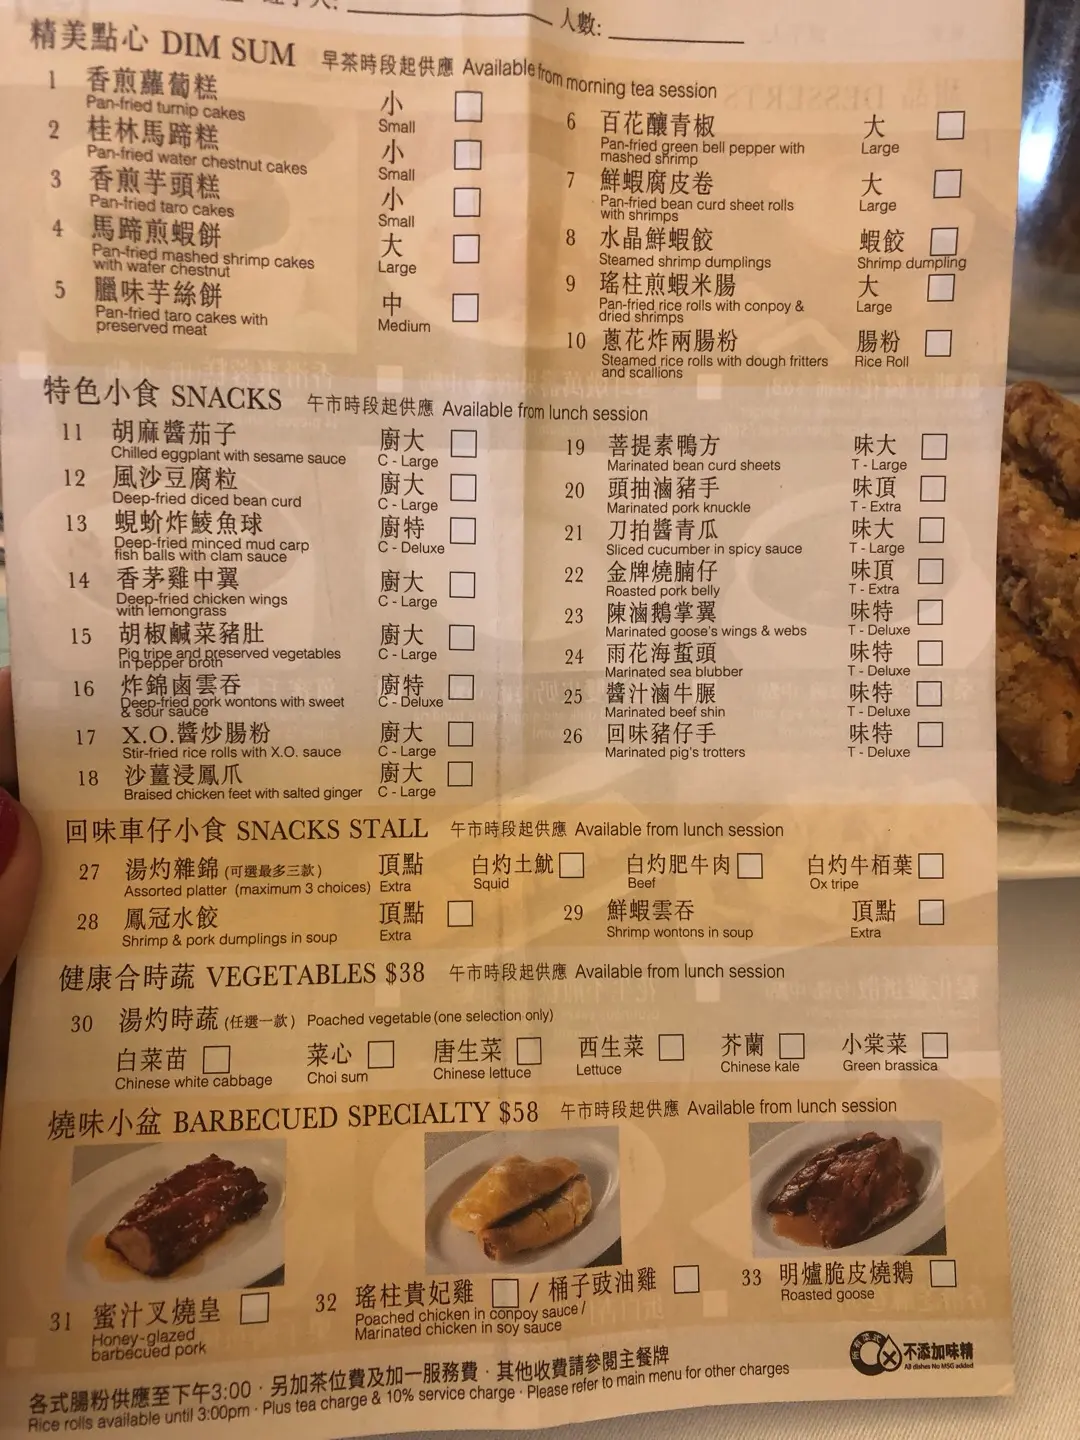 人數:
精美點心 DIM SUM 早茶時段起供應 Available from morning tea session
1 香煎蘿蔔糕 小
Pan-fried turnip cakes Small
2 桂林馬蹄糕 小
Pan-fried water chestnut cakes Small
3 香煎芋頭糕 小
Pan-fried taro cakes Small
4 馬蹄煎蝦餅 大
Pan-fried mashed shrimp cakes Large
with wafer chestnut
5 臘味芋絲餅 中
Pan-fried taro cakes with Medium
preserved meat
6 百花釀青椒 大
Pan-fried green bell pepper with Large
mashed shrimp
7 鮮蝦腐皮卷 大
Pan-fried bean curd sheet rolls Large
with shrimps
8 水晶鮮蝦餃 蝦餃
Steamed shrimp dumplings Shrimp dumpling
9 瑤柱煎蝦米腸 大
Pan-fried rice rolls with conpoy & Large
dried shrimps
10 蔥花炸兩腸粉 腸粉
Steamed rice rolls with dough fritters Rice Roll
and scallions
特色小食 SNACKS 午市時段起供應 Available from lunch session
11 胡麻醬茄子 廚大
Chilled eggplant with sesame sauce C - Large
12 風沙豆腐粒 廚大
Deep-fried diced bean curd C - Large
13 蜆蚧炸鯪魚球 廚特
Deep-fried minced mud carp C - Deluxe
fish balls with clam sauce
14 香茅雞中翼 廚大
Deep-fried chicken wings C - Large
with lemongrass
15 胡椒鹹菜豬肚 廚大
Pig tripe and preserved vegetables C - Large
in pepper broth
16 炸錦鹵雲吞 廚特
Deep-fried pork wontons with sweet C - Deluxe
& sour sauce
17 X.O.醬炒腸粉 廚大
Stir-fried rice rolls with X.O. sauce C - Large
18 沙薑浸鳳爪 廚大
Braised chicken feet with salted ginger C - Large
19 菩提素鴨方 味大
Marinated bean curd sheets T - Large
20 頭抽滷豬手 味頂
Marinated pork knuckle T - Extra
21 刀拍醬青瓜 味大
Sliced cucumber in spicy sauce T - Large
22 金牌燒腩仔 味頂
Roasted pork belly T - Extra
23 陳滷鵝掌翼 味特
Marinated goose's wings & webs T - Deluxe
24 雨花海蜇頭 味特
Marinated sea blubber T - Deluxe
25 醬汁滷牛𦟌 味特
Marinated beef shin T - Deluxe
26 回味豬仔手 味特
Marinated pig's trotters T - Deluxe
回味車仔小食 SNACKS STALL 午市時段起供應 Available from lunch session
27 湯灼雜錦 (可選最多三款) 頂點 白灼土魷 白灼肥牛肉 白灼牛栢葉
Assorted platter (maximum 3 choices) Extra Squid Beef Ox tripe
28 鳳冠水餃 頂點 29 鮮蝦雲吞 頂點
Shrimp & pork dumplings in soup Extra Shrimp wontons in soup Extra
健康合時蔬 VEGETABLES $38 午市時段起供應 Available from lunch session
30 湯灼時蔬 (任選一款) Poached vegetable (one selection only)
白菜苗 菜心 唐生菜 西生菜 芥蘭 小棠菜
Chinese white cabbage Choi sum Chinese lettuce Lettuce Chinese kale Green brassica
燒味小盆 BARBECUED SPECIALTY $58 午市時段起供應 Available from lunch session
31 蜜汁叉燒皇
Honey-glazed
barbecued pork
32 瑤柱貴妃雞 / 桶子豉油雞
Poached chicken in conpoy sauce /
Marinated chicken in soy sauce
33 明爐脆皮燒鵝
Roasted goose
不添加味精
All dishes No MSG added
各式腸粉供應至下午3:00 · 另加茶位費及加一服務費 · 其他收費請參閱主餐牌
Rice rolls available until 3:00pm · Plus tea charge & 10% service charge · Please refer to main menu for other charges